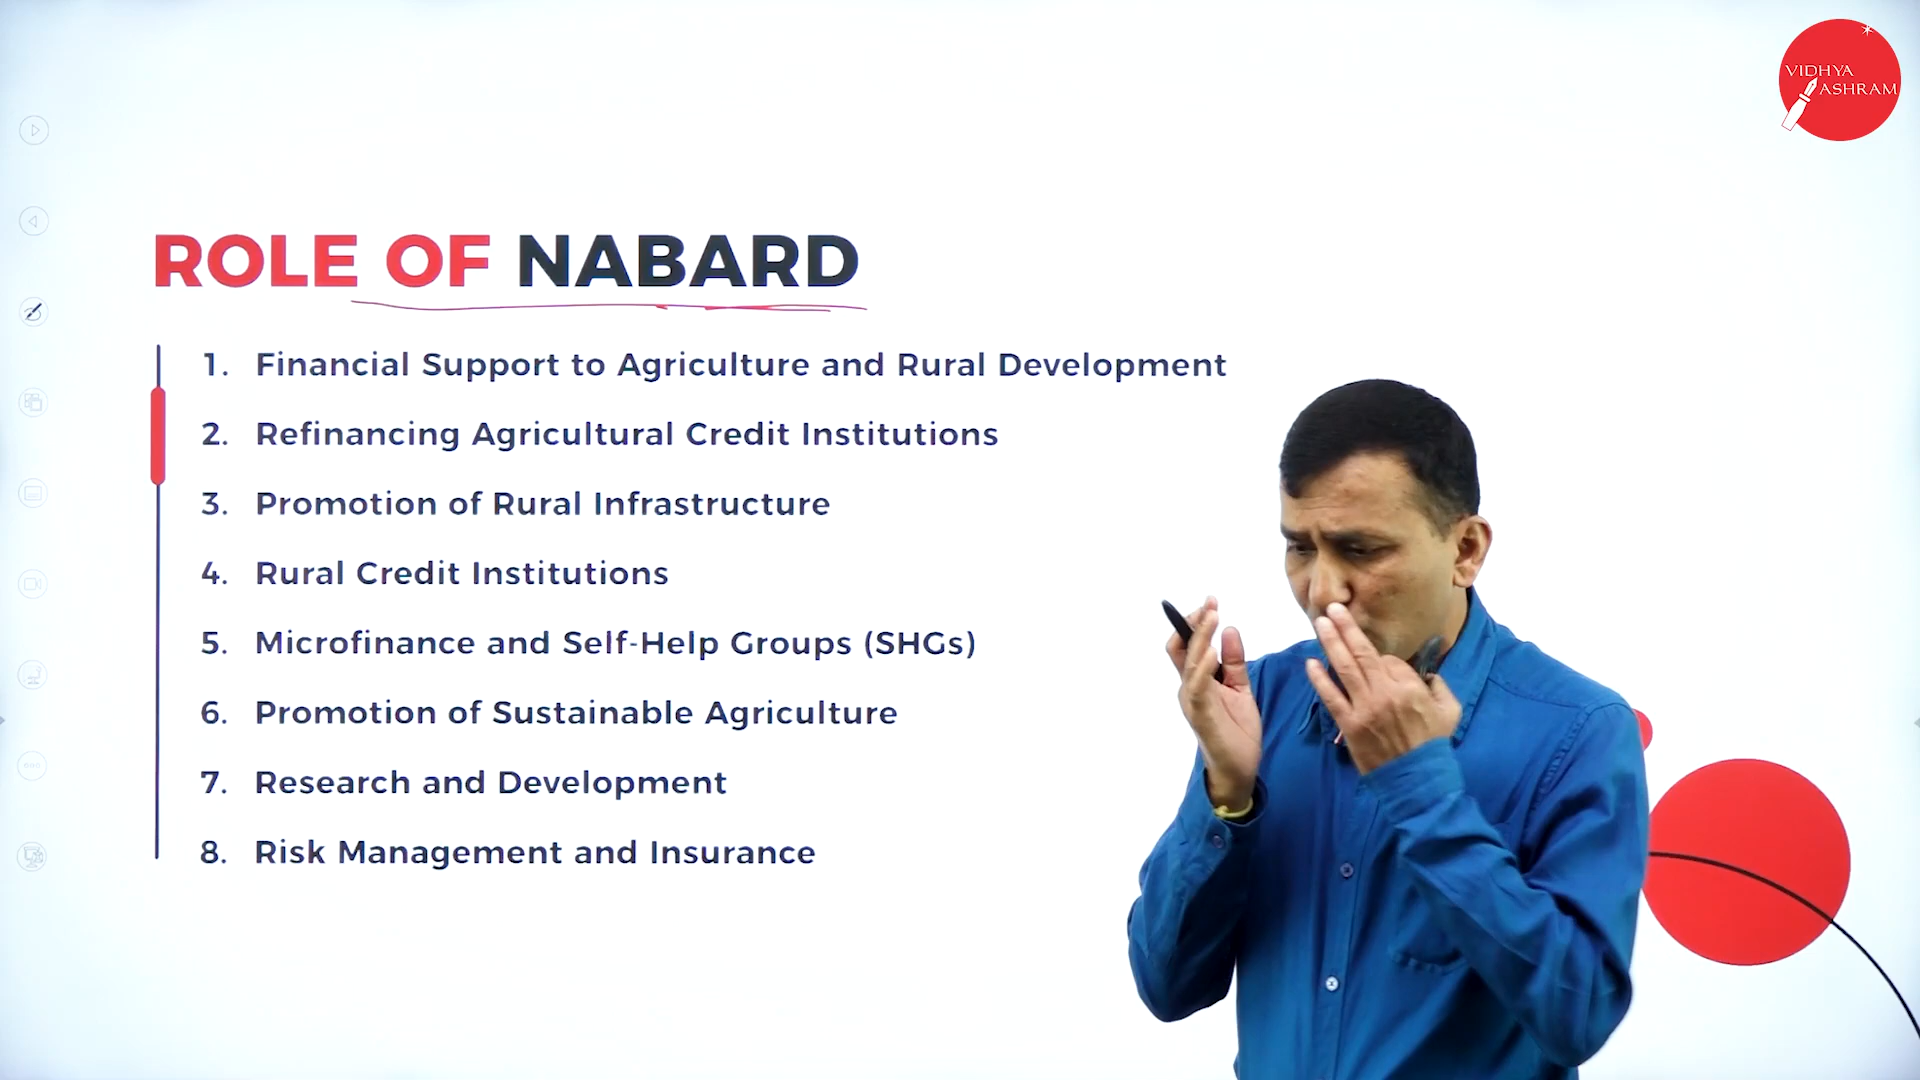 VIDHYA
ASHRAM
ROLE OF NABARD
1. Financial Support to Agriculture and Rural Development
2. Refinancing Agricultural Credit Institutions
3. Promotion of Rural Infrastructure
4. Rural Credit Institutions
5. Microfinance and Self-Help Groups (SHGs)
6. Promotion of Sustainable Agriculture
7. Research and Development
8. Risk Management and Insurance